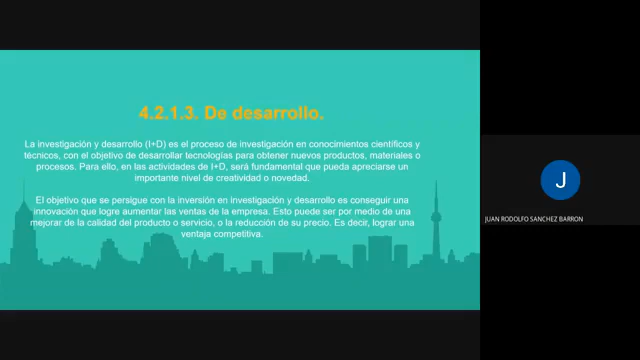 4.2.1.3. De desarrollo.
La investigación y desarrollo (I+D) es el proceso de investigación en conocimientos científicos y
técnicos, con el objetivo de desarrollar tecnologías para obtener nuevos productos, materiales o
procesos. Para ello, en las actividades de I+D, será fundamental que pueda apreciarse un
importante nivel de creatividad o novedad.
El objetivo que se persigue con la inversión en investigación y desarrollo es conseguir una
innovación que logre aumentar las ventas de la empresa. Esto puede ser por medio de una
mejorar de la calidad del producto o servicio, o la reducción de su precio. Es decir, lograr una
ventaja competitiva.
J
JUAN RODOLFO SANCHEZ BARRON